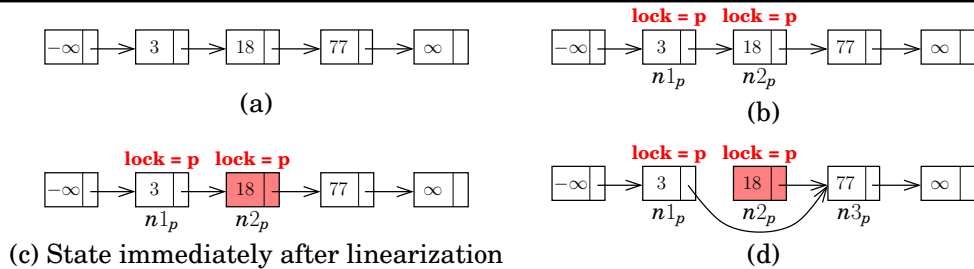 −∞ 3 18 77 ∞
(a)
lock = p lock = p
−∞ 3 18 77 ∞
n1p n2p
(b)
lock = p lock = p
−∞ 3 18 77 ∞
n1p n2p
(c) State immediately after linearization
lock = p lock = p
−∞ 3 18 77 ∞
n1p n2p n3p
(d)